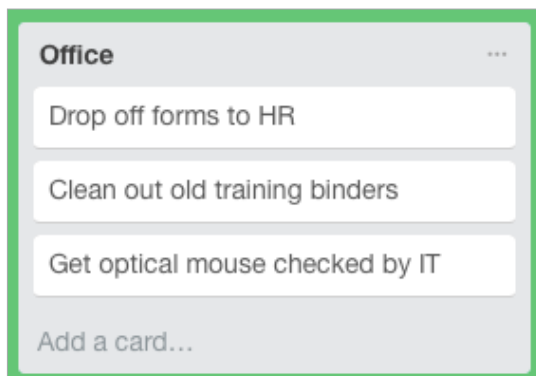 Office
Drop off forms to HR
Clean out old training binders
Get optical mouse checked by IT
Add a card...